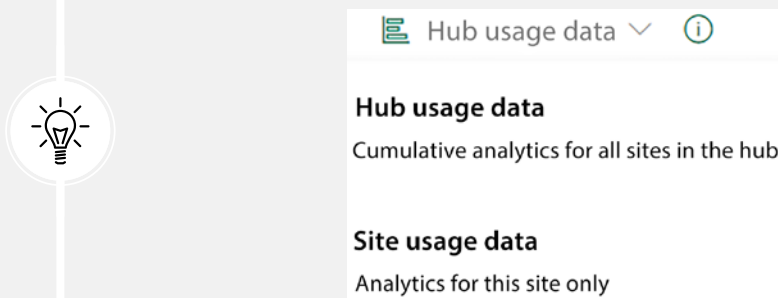 Hub usage data
Hub usage data
Cumulative analytics for all sites in the hub
Site usage data
Analytics for this site only